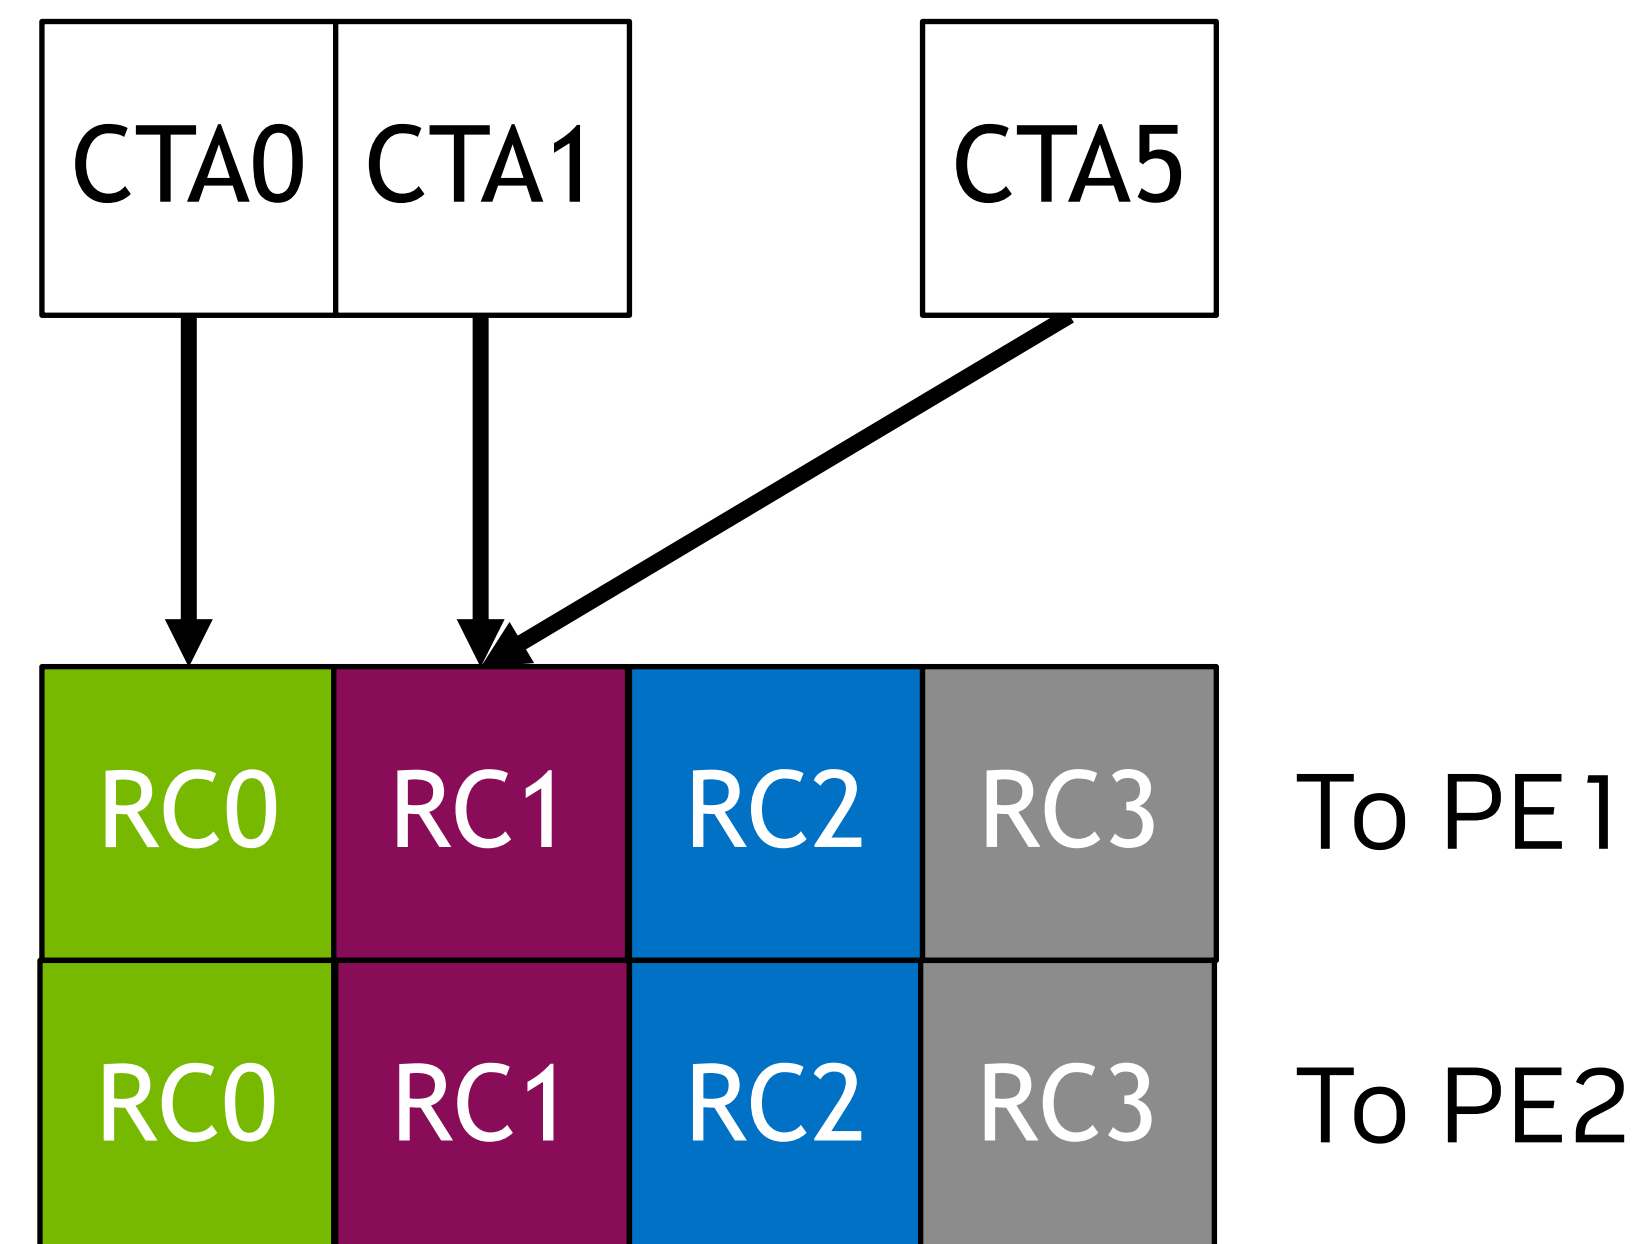 CTA0 CTA1 CTA5
RC0 RC1 RC2 RC3 To PE1
RC0 RC1 RC2 RC3 To PE2